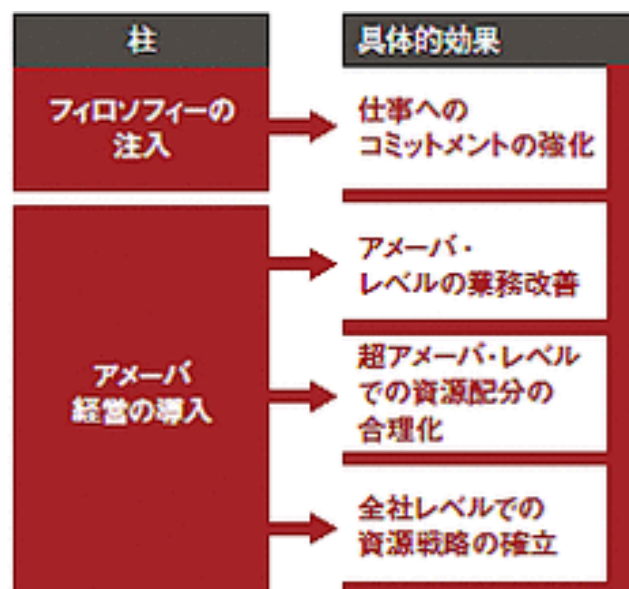 柱
具体的効果
フィロソフィーの
注入
仕事への
コミットメントの強化
アメーバ
経営の導入
アメーバ・
レベルの業務改善
超アメーバ・レベル
での資源配分の
合理化
全社レベルでの
資源戦略の確立